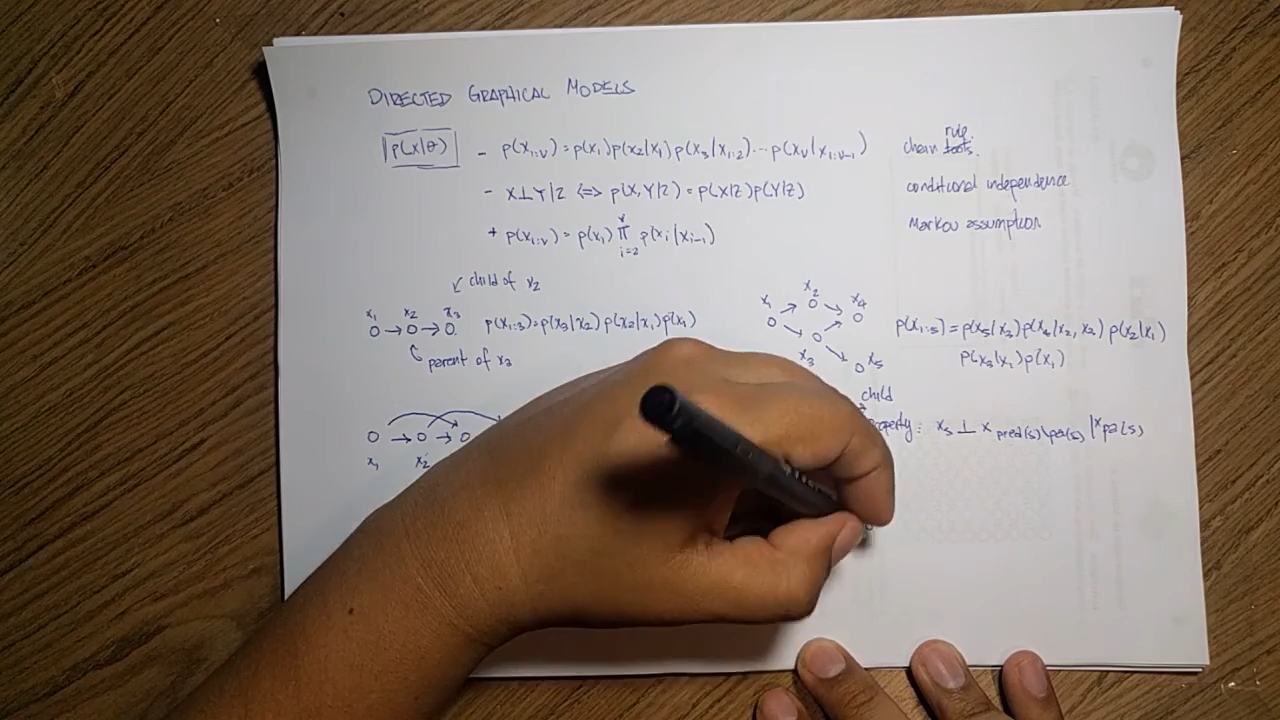 DIRECTED GRAPHICAL MODELS
p(x|θ) - p(x₁:ᵥ) = p(x₁)p(x₂|x₁)p(x₃|x₁:₂)...p(xᵥ|x₁:ᵥ₋₁) chain rule.
- X⊥Y|Z ⟺ p(X,Y|Z) = p(X|Z)p(Y|Z) conditional independence
+ p(x₁:ᵥ) = p(x₁) ∏ᵢ₌₂ⱽ p(xᵢ|xᵢ₋₁) Markov assumption
child of x₂
x₁ x₂ x₃
p(x₁:₃)=p(x₃|x₂)p(x₂|x₁)p(x₁)
parent of x₃
x₁ x₂ x₄
x₃ x₅
p(x₁:₅) = p(x₅|x₃)p(x₄|x₂, x₃) p(x₂|x₁)
p(x₃|x₁)p(x₁)
child
property: xₛ ⊥ x pred(s)\pa(s) | x pa(s)
x₁ x₂